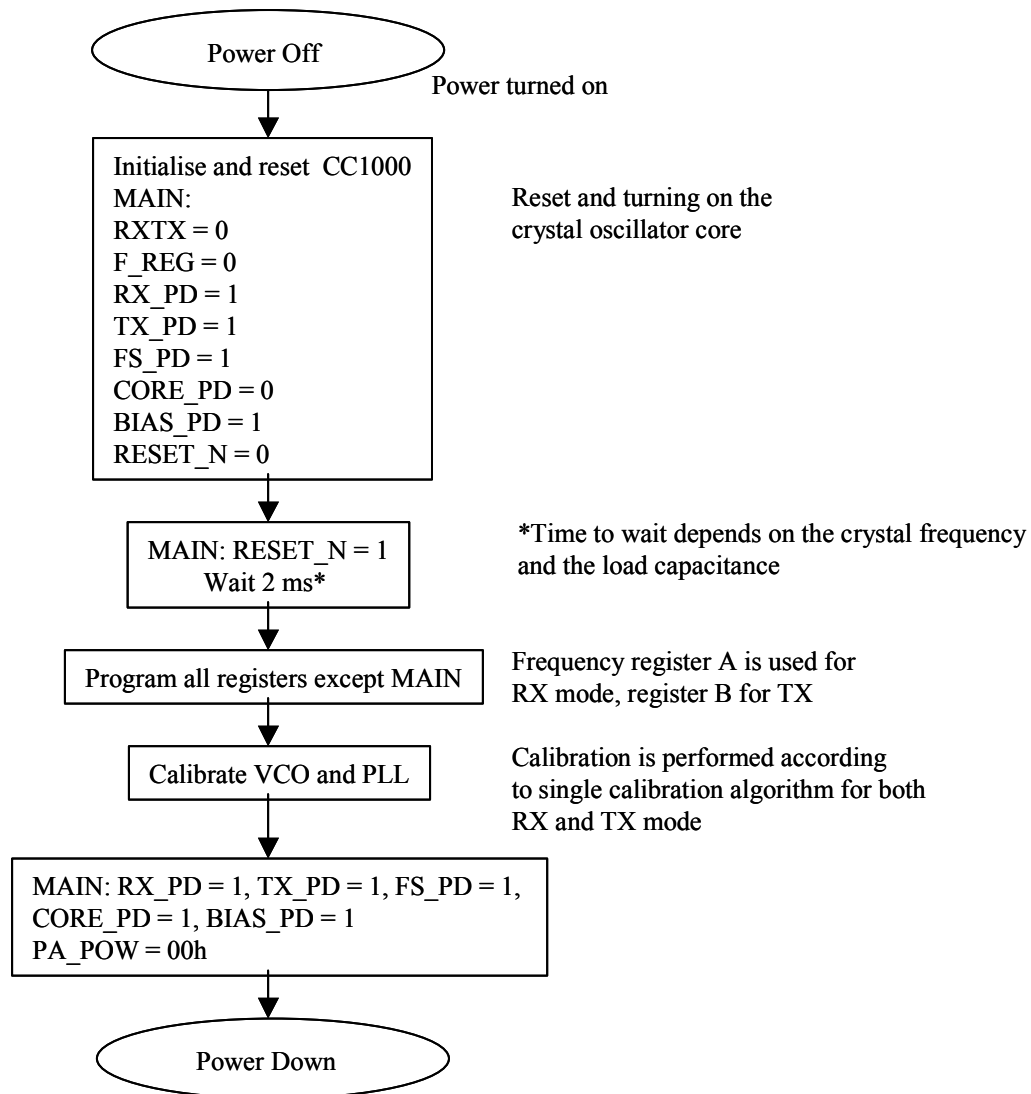 Power Off
Power turned on
Initialise and reset CC1000
MAIN:
RXTX = 0
F_REG = 0
RX_PD = 1
TX_PD = 1
FS_PD = 1
CORE_PD = 0
BIAS_PD = 1
RESET_N = 0
Reset and turning on the
crystal oscillator core
MAIN: RESET_N = 1
Wait 2 ms*
*Time to wait depends on the crystal frequency
and the load capacitance
Program all registers except MAIN
Frequency register A is used for
RX mode, register B for TX
Calibrate VCO and PLL
Calibration is performed according
to single calibration algorithm for both
RX and TX mode
MAIN: RX_PD = 1, TX_PD = 1, FS_PD = 1,
CORE_PD = 1, BIAS_PD = 1
PA_POW = 00h
Power Down